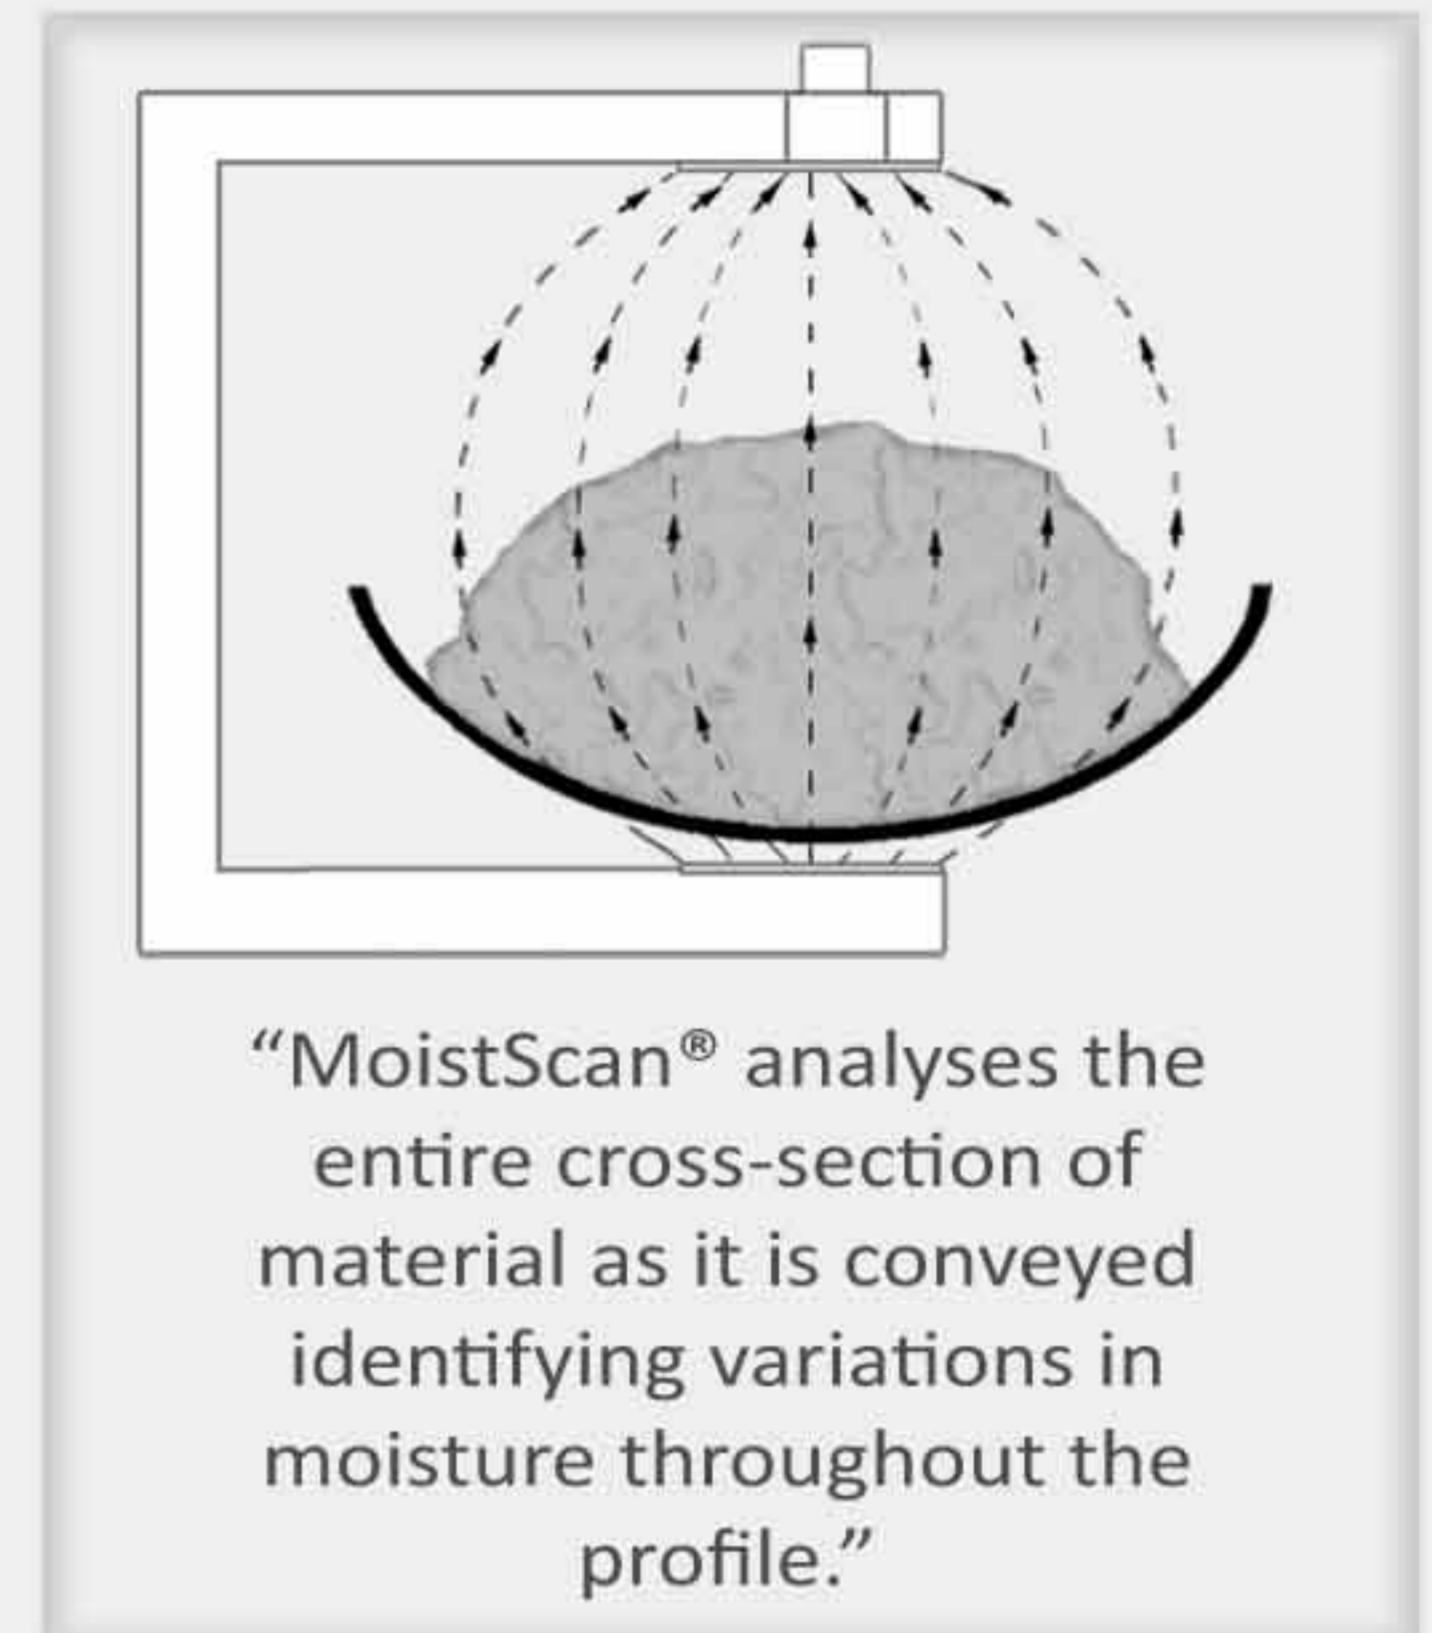 “MoistScan® analyses the
entire cross-section of
material as it is conveyed
identifying variations in
moisture throughout the
profile.”